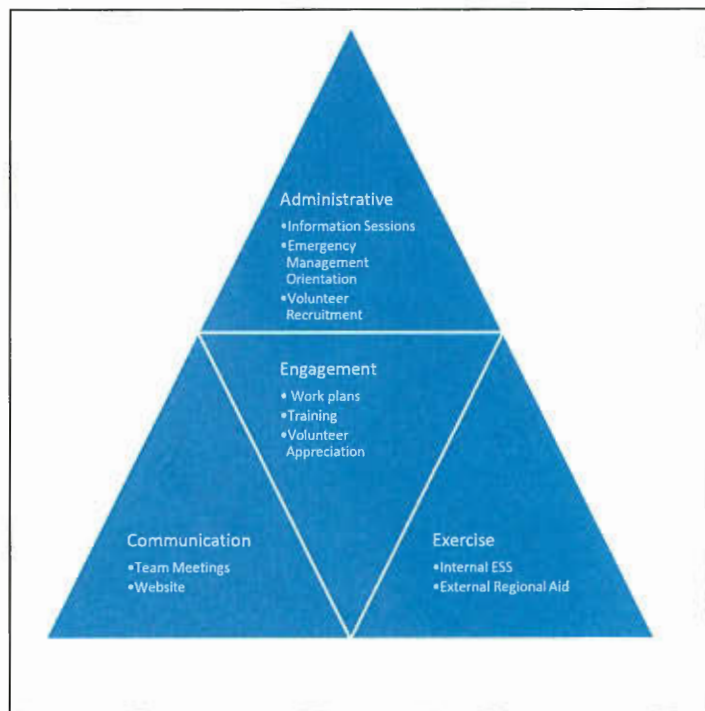 Administrative
•Information Sessions
•Emergency
Management
Orientation
•Volunteer
Recruitment
Engagement
• Work plans
•Training
•Volunteer
Appreciation
Communication
•Team Meetings
•Website
Exercise
•Internal ESS
•External Regional Aid